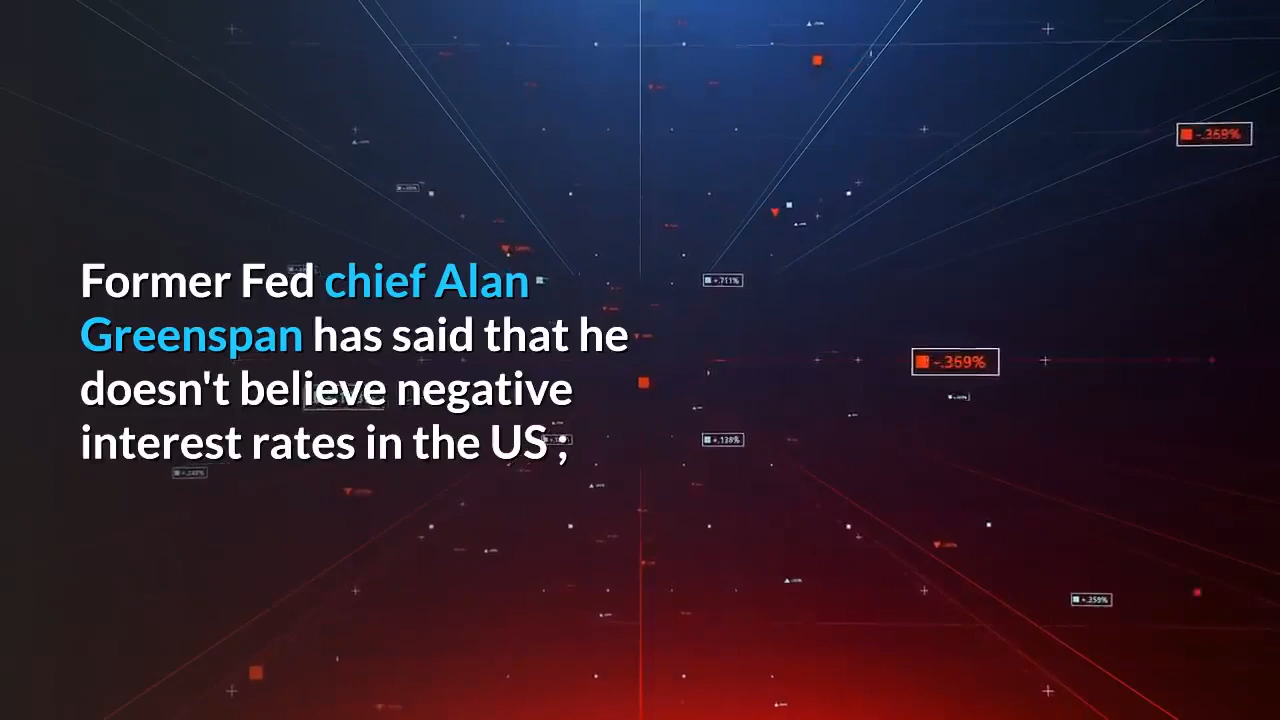 -.369%
Former Fed chief Alan
+.711%
Greenspan has said that he
-.369%
doesn't believe negative
interest rates in the US ,
+.138%
+.359%